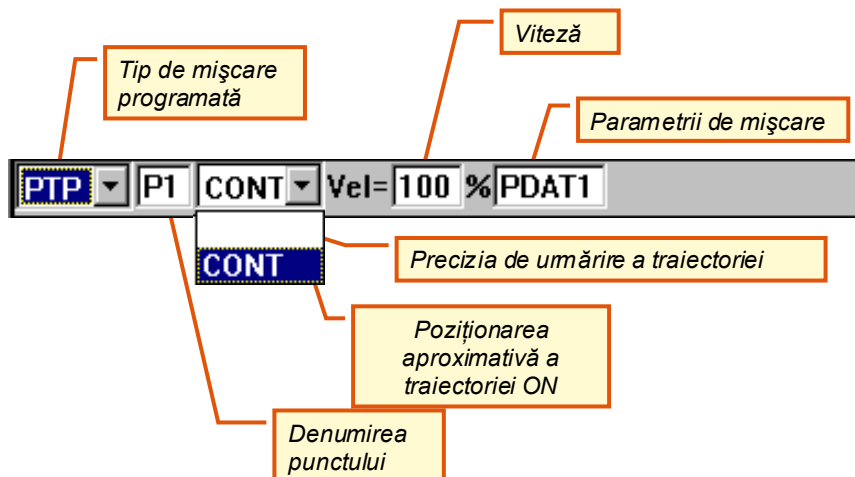 Viteză
Tip de mişcare
programată
Parametrii de mişcare
PTP P1 CONT Vel= 100 % PDAT1
CONT
Precizia de urmărire a traiectoriei
Poziționarea
aproximativă a
traiectoriei ON
Denumirea
punctului